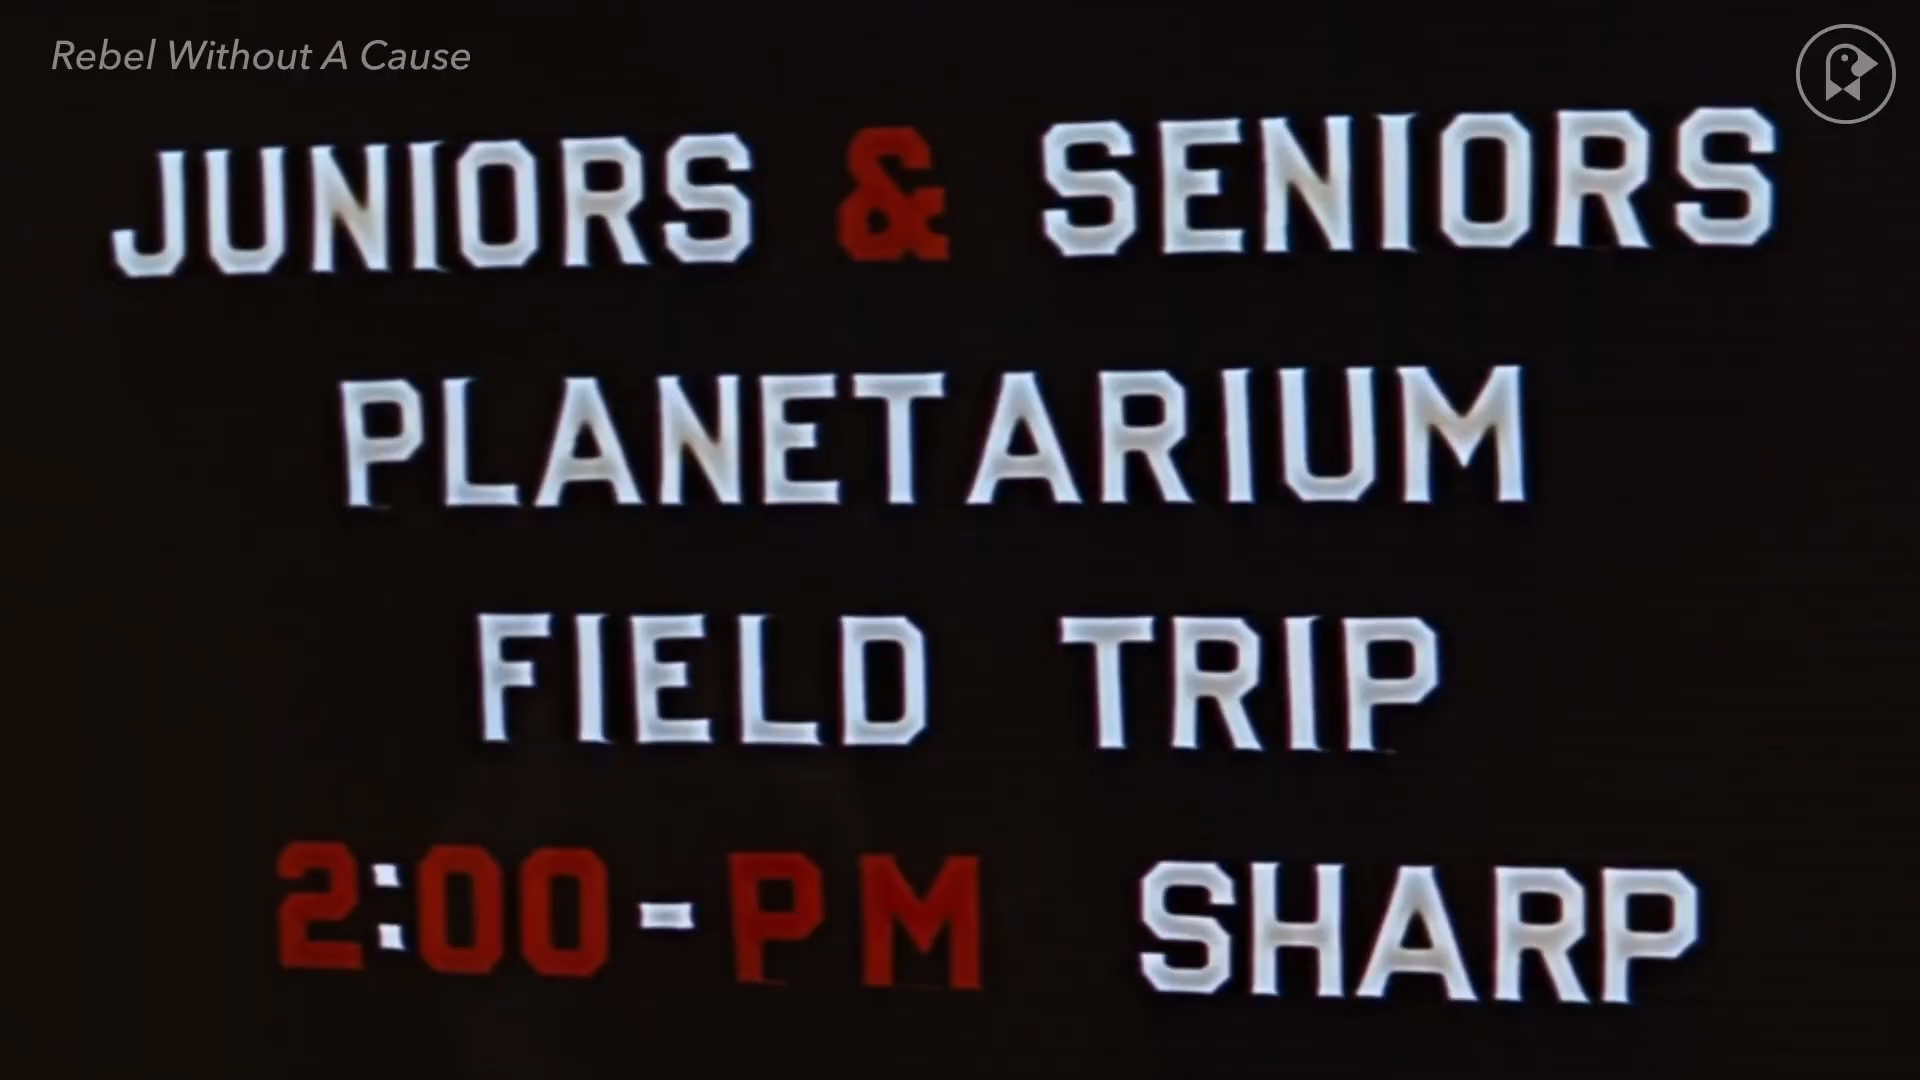 Rebel Without A Cause
JUNIORS & SENIORS
PLANETARIUM
FIELD TRIP
2:00-PM SHARP